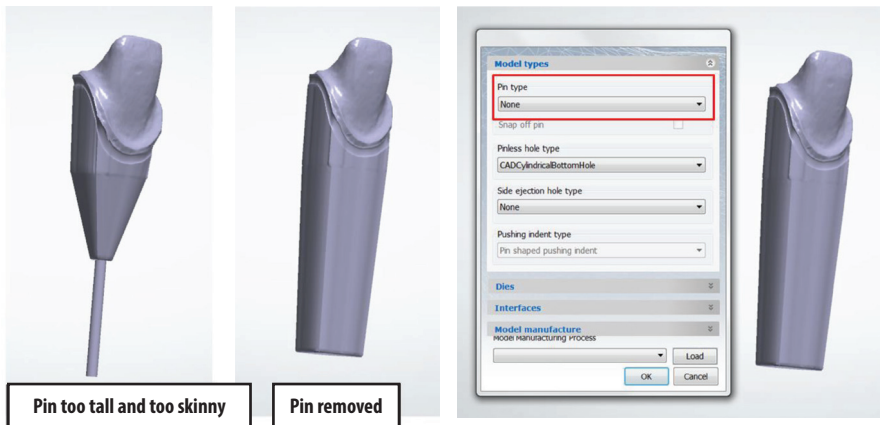 Pin too tall and too skinny
Pin removed
Model types
Pin type
None
Snap off pin
Pinless hole type
CADCylindricalBottomHole
Side ejection hole type
None
Pushing indent type
Pin shaped pushing indent
Dies
Interfaces
Model manufacture
Model Manufacturing Process
Load
OK Cancel